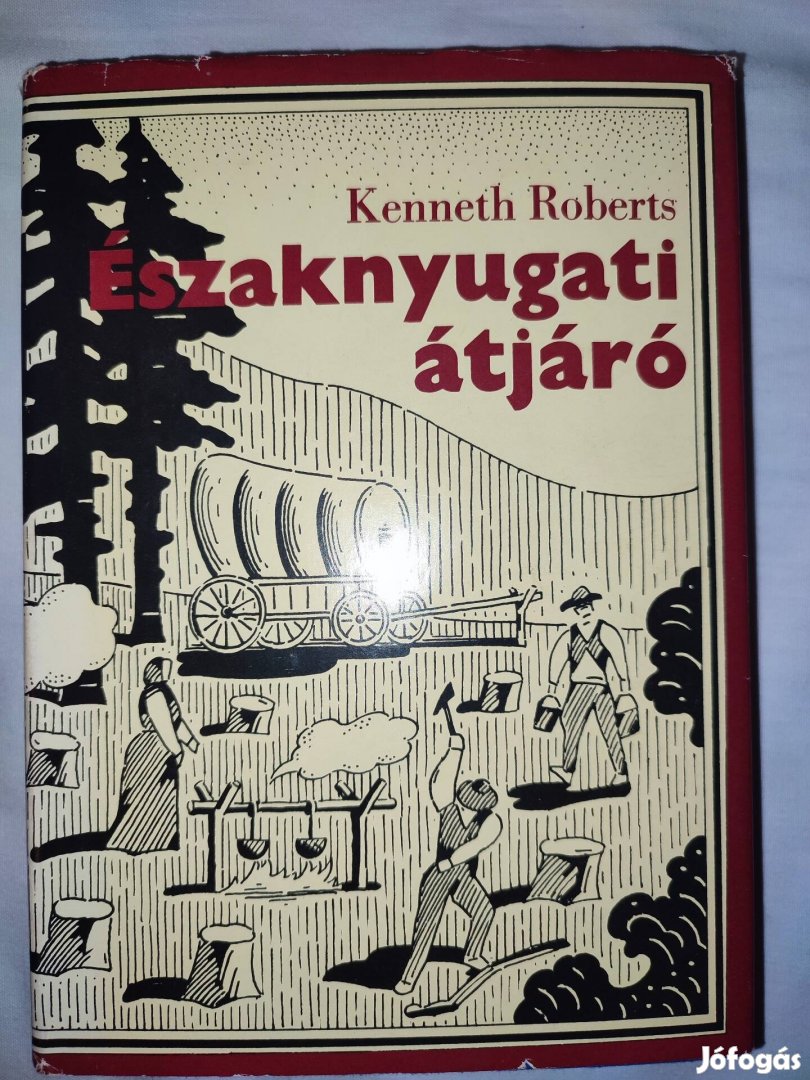 Kenneth Roberts
Északnyugati
átjáró
Jófogás